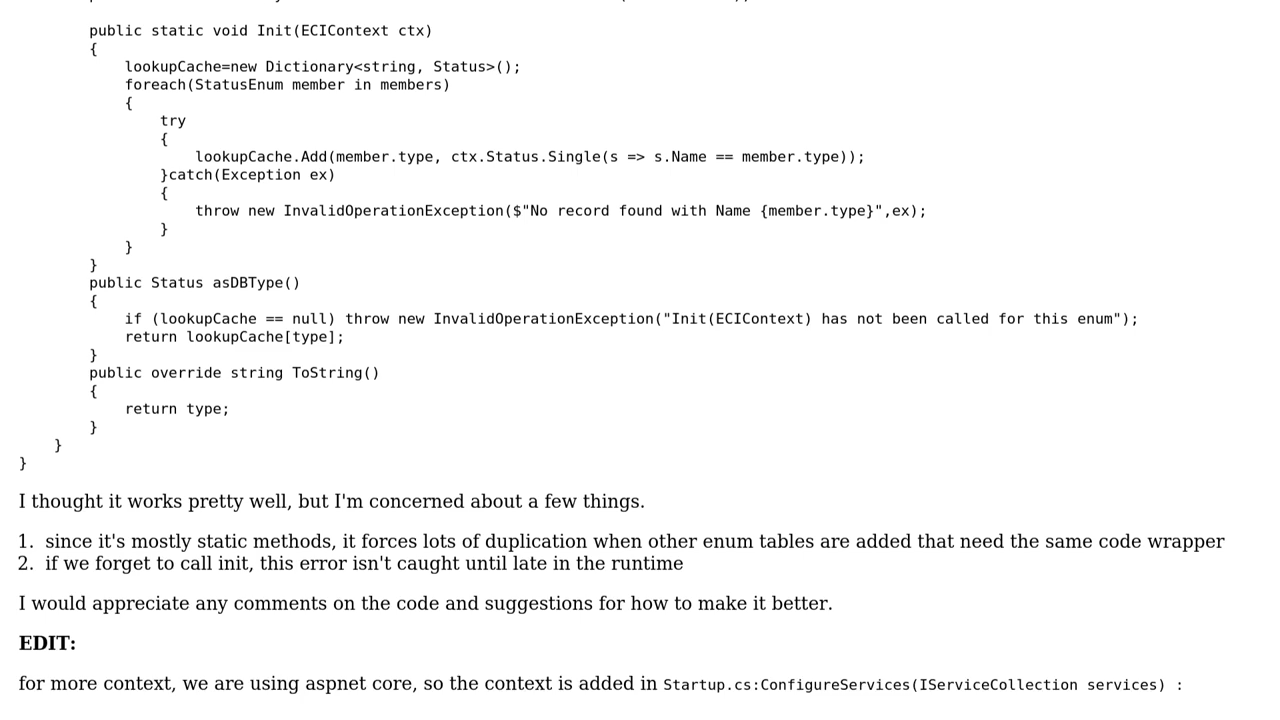 public static void Init(ECIContext ctx)
{
lookupCache=new Dictionary<string, Status>();
foreach(StatusEnum member in members)
{
try
{
lookupCache.Add(member.type, ctx.Status.Single(s => s.Name == member.type));
}catch(Exception ex)
{
throw new InvalidOperationException($"No record found with Name {member.type}",ex);
}
}
}
public Status asDBType()
{
if (lookupCache == null) throw new InvalidOperationException("Init(ECIContext) has not been called for this enum");
return lookupCache[type];
}
public override string ToString()
{
return type;
}
}
}
I thought it works pretty well, but I'm concerned about a few things.
1. since it's mostly static methods, it forces lots of duplication when other enum tables are added that need the same code wrapper
2. if we forget to call init, this error isn't caught until late in the runtime
I would appreciate any comments on the code and suggestions for how to make it better.
EDIT:
for more context, we are using aspnet core, so the context is added in Startup.cs:ConfigureServices(IServiceCollection services) :